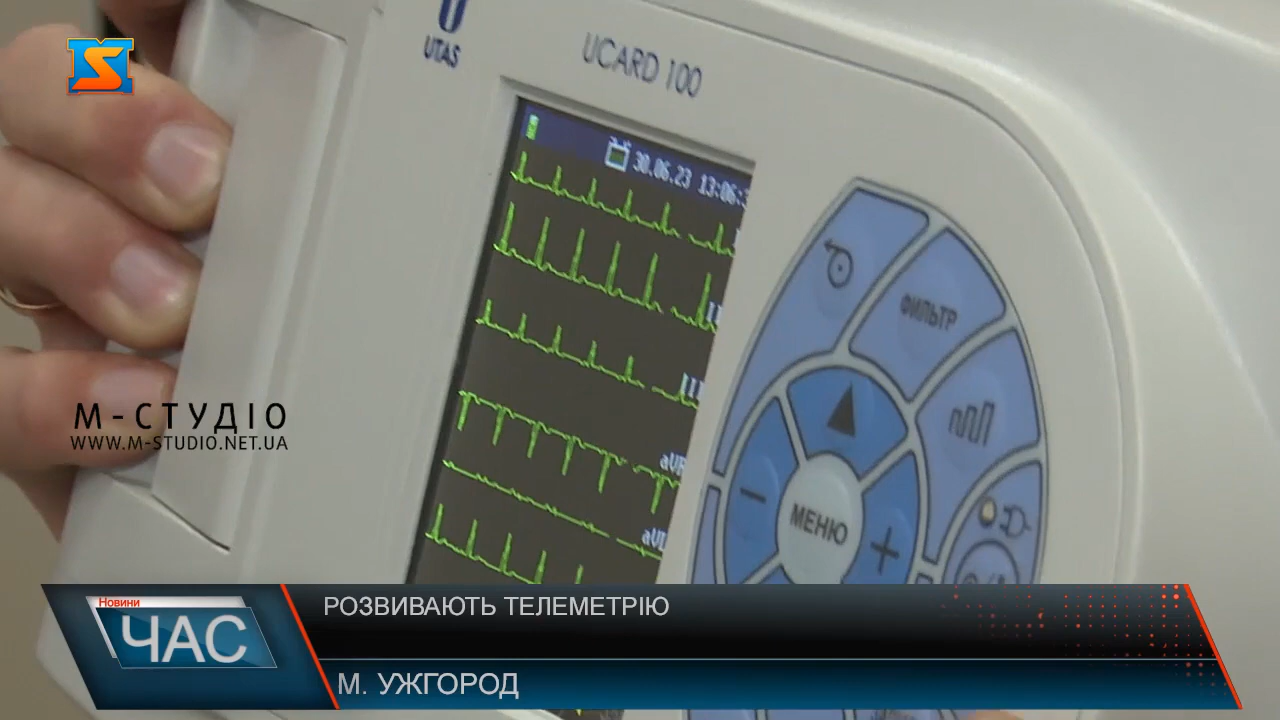 UTAS
UCARD 100
30.06.23 13:06:3
II
III
aVR
ФИЛЬТР
МЕНЮ
М-СТУДІО
WWW.M-STUDIO.NET.UA
Новини
ЧАС
РОЗВИВАЮТЬ ТЕЛЕМЕТРІЮ
М. УЖГОРОД